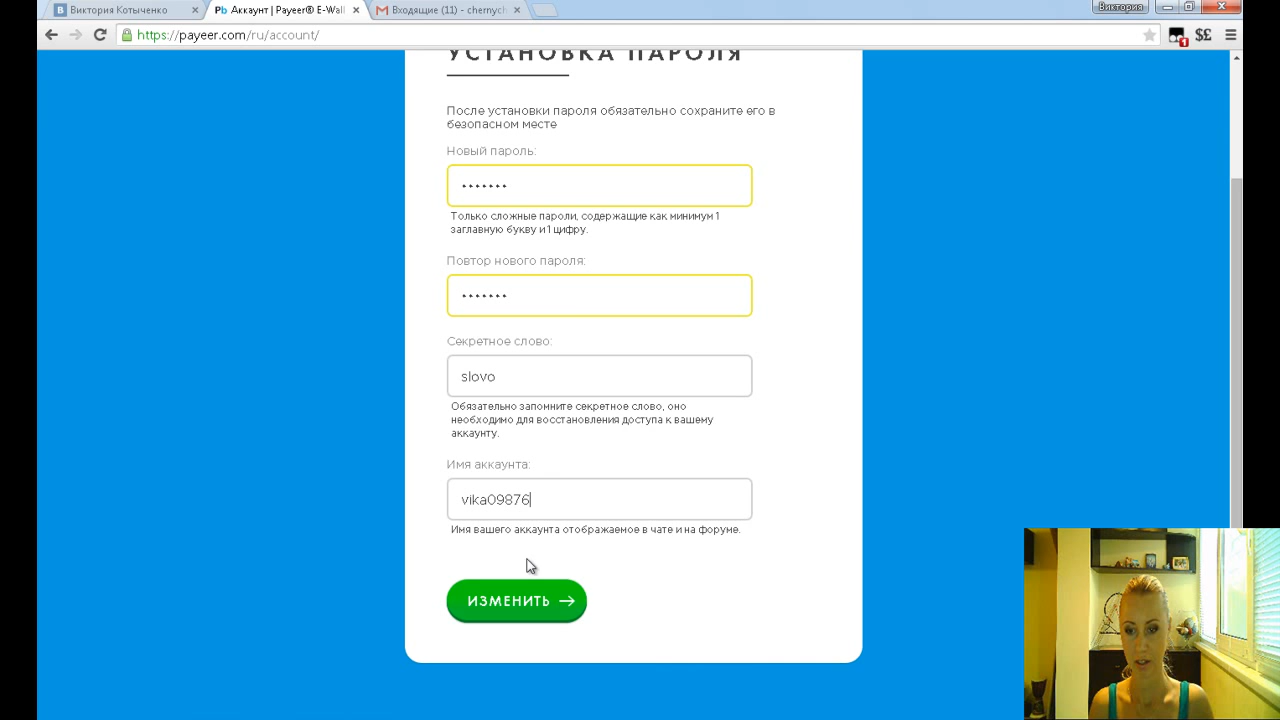 Виктория Котыченко
Аккаунт | Payeer® E-Wall
Входящие (11) - chernych
Виктория
https://payeer.com/ru/account/
1
$£
УСТАНОВКА ПАРОЛЯ
После установки пароля обязательно сохраните его в
безопасном месте
Новый пароль:
•••••••
Только сложные пароли, содержащие как минимум 1
заглавную букву и 1 цифру.
Повтор нового пароля:
•••••••
Секретное слово:
slovo
Обязательно запомните секретное слово, оно
необходимо для восстановления доступа к вашему
аккаунту.
Имя аккаунта:
vika09876
Имя вашего аккаунта отображаемое в чате и на форуме.
ИЗМЕНИТЬ →